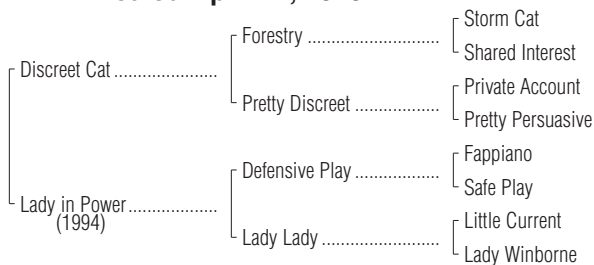 Storm Cat
Forestry ........................................
Shared Interest
Discreet Cat ................................
Private Account
Pretty Discreet .........................
Pretty Persuasive
Fappiano
Defensive Play .........................
Safe Play
Lady in Power ...........................
(1994)
Little Current
Lady Lady ...................................
Lady Winborne